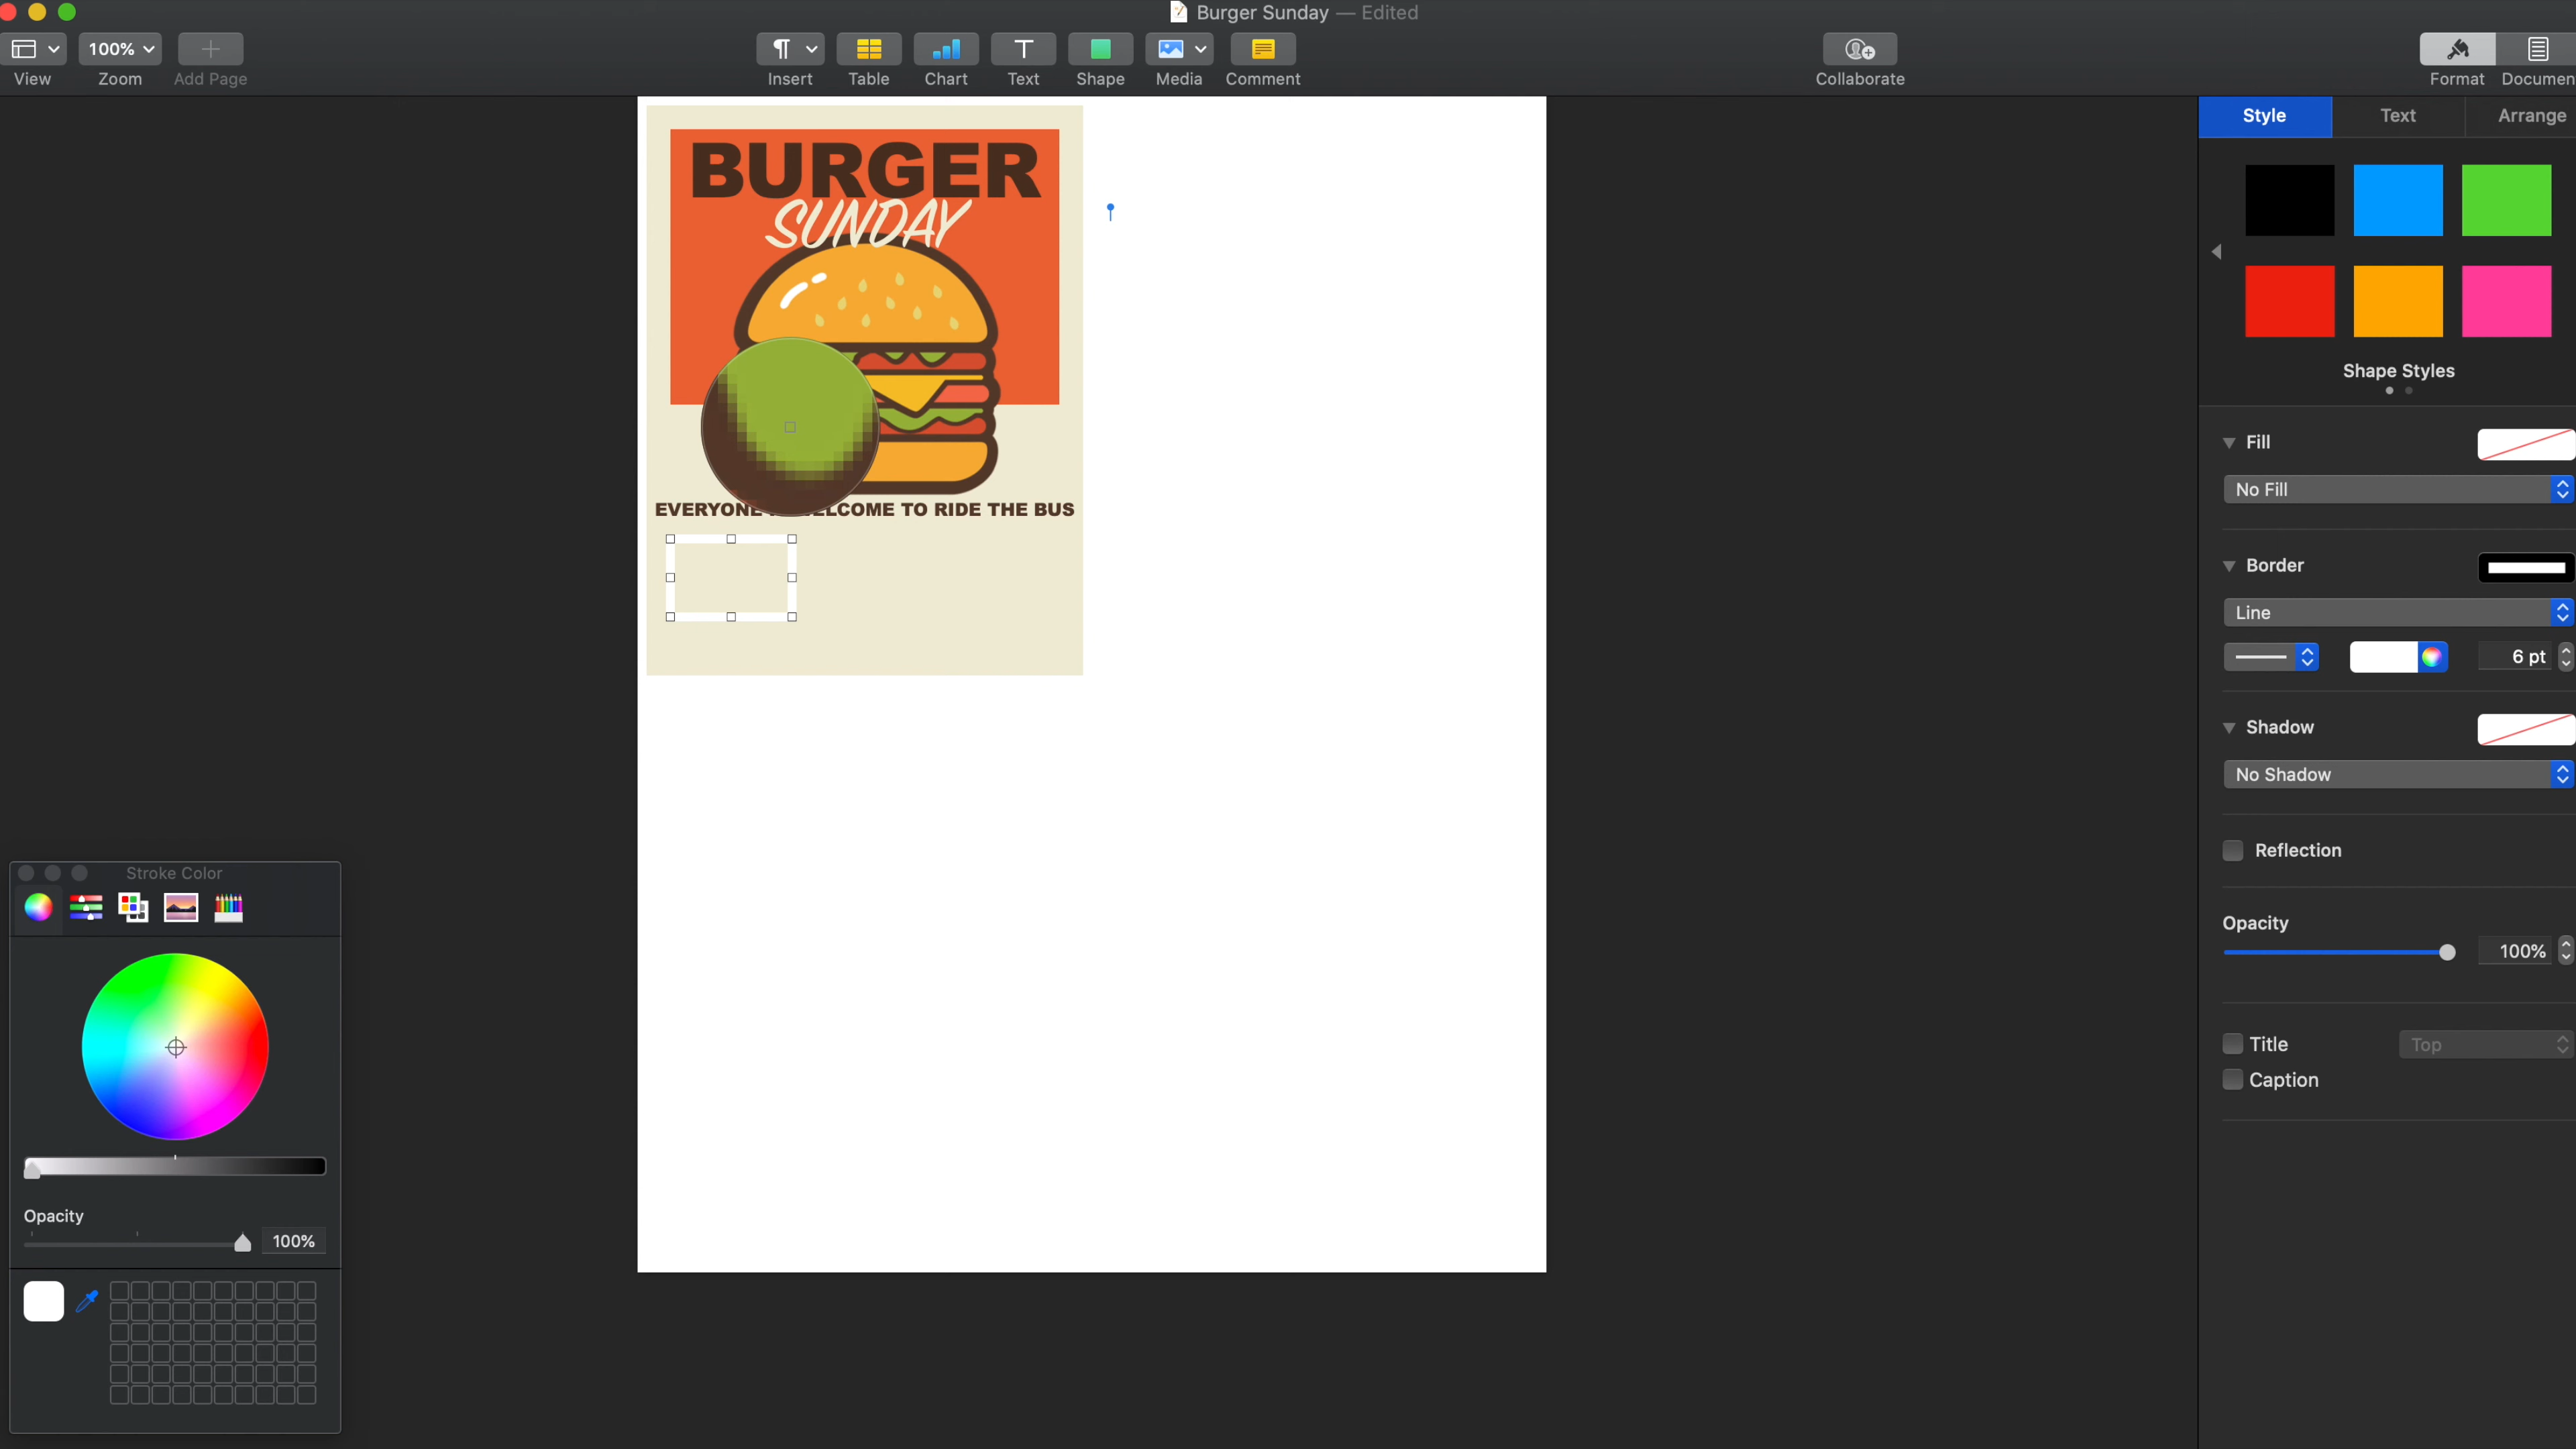 Burger Sunday — Edited
100%
View
Zoom
Add Page
Insert
Table
Chart
Text
Shape
Media
Comment
Collaborate
Format
Documen
Style
Text
Arrange
BURGER
SUNDAY
EVERYONE WELCOME TO RIDE THE BUS
Shape Styles
Fill
No Fill
Border
Line
6 pt
Shadow
No Shadow
Reflection
Opacity
100%
Title
Top
Caption
Stroke Color
Opacity
100%